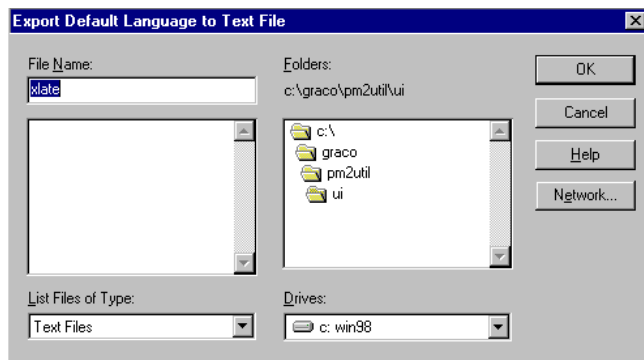 Export Default Language to Text File
File Name:
xlate
Folders:
c:\graco\pm2util\ui
c:\
graco
pm2util
ui
OK
Cancel
Help
Network...
List Files of Type:
Text Files
Drives:
c: win98